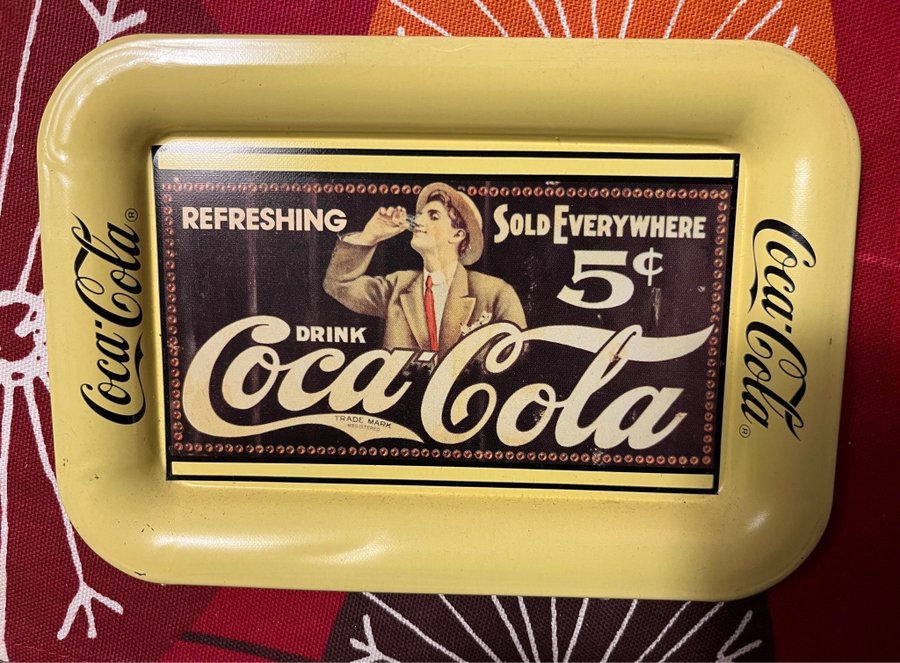 REFRESHING
SOLD EVERYWHERE
5¢
DRINK
Coca-Cola
TRADE MARK
REGISTERED
Coca-Cola®
Coca-Cola®